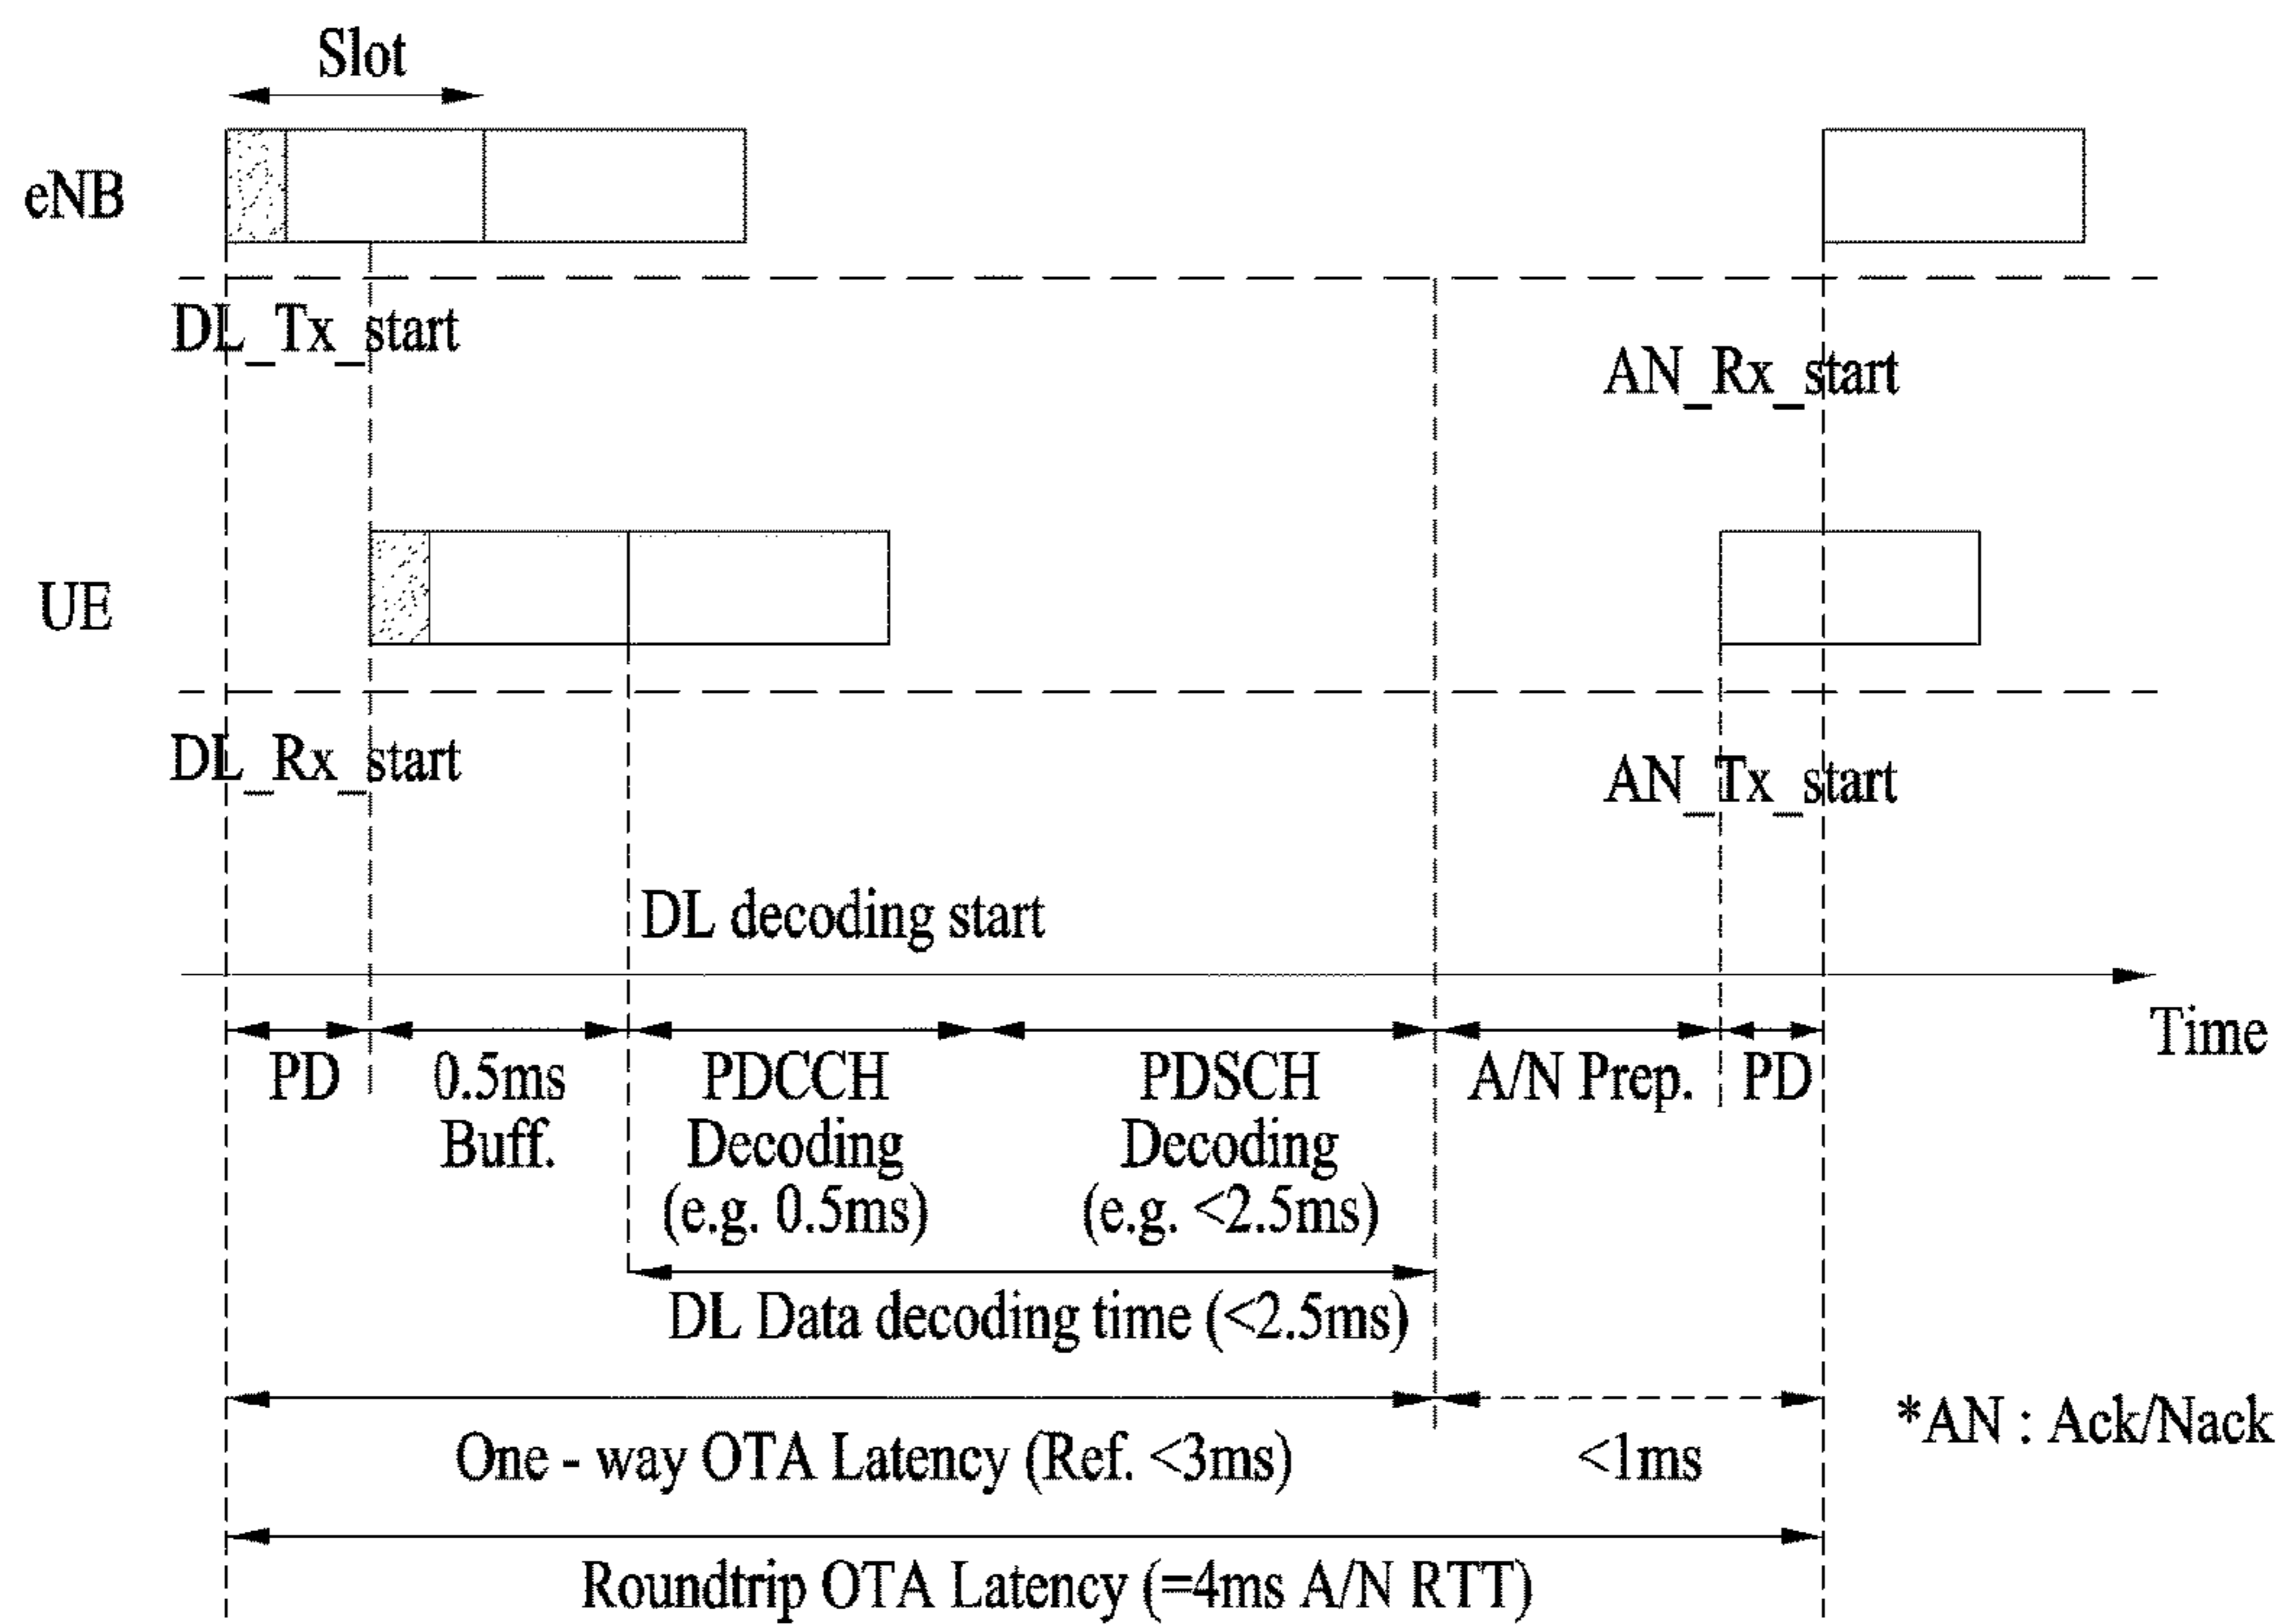 Slot
eNB
DL_Tx_start
AN_Rx_start
UE
DL_Rx_start
AN_Tx_start
DL decoding start
Time
PD
0.5ms
Buff.
PDCCH
Decoding
(e.g. 0.5ms)
PDSCH
Decoding
(e.g. <2.5ms)
A/N Prep.
PD
DL Data decoding time (<2.5ms)
One - way OTA Latency (Ref. <3ms)
<1ms
*AN : Ack/Nack
Roundtrip OTA Latency (=4ms A/N RTT)